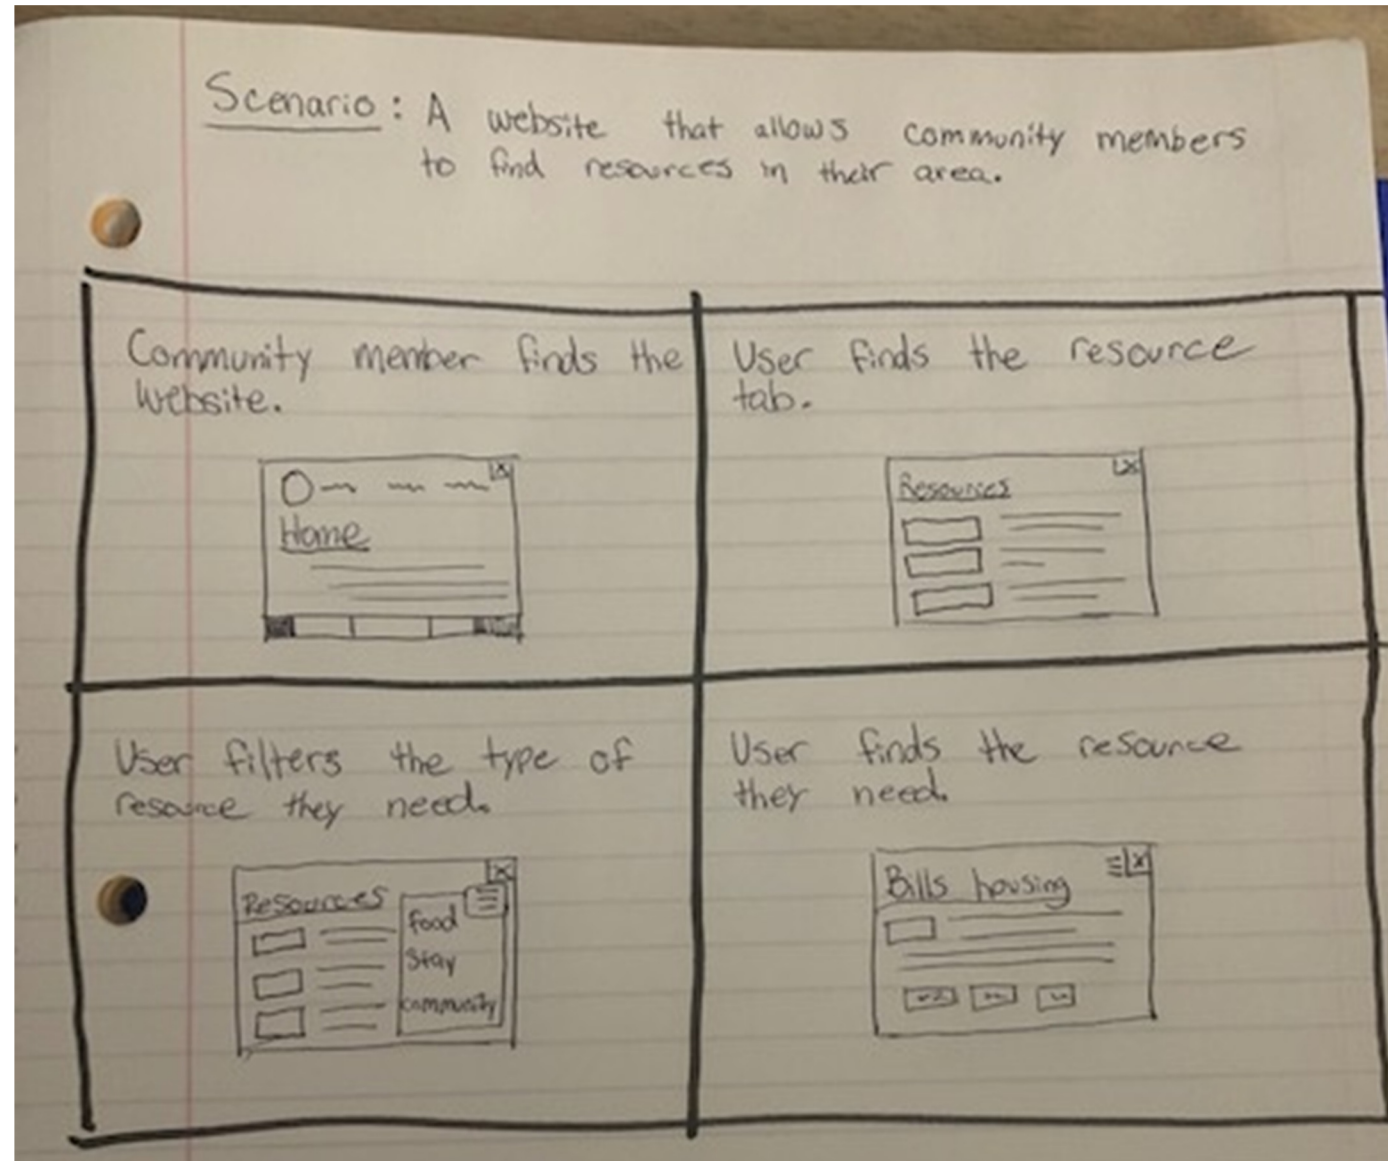 Scenario: A website that allows community members
to find resources in their area.
Community member finds the
website.
Home
User finds the resource
tab.
Resources
User filters the type of
resource they need.
Resources
Food
Stay
community
User finds the resource
they need.
Bills housing